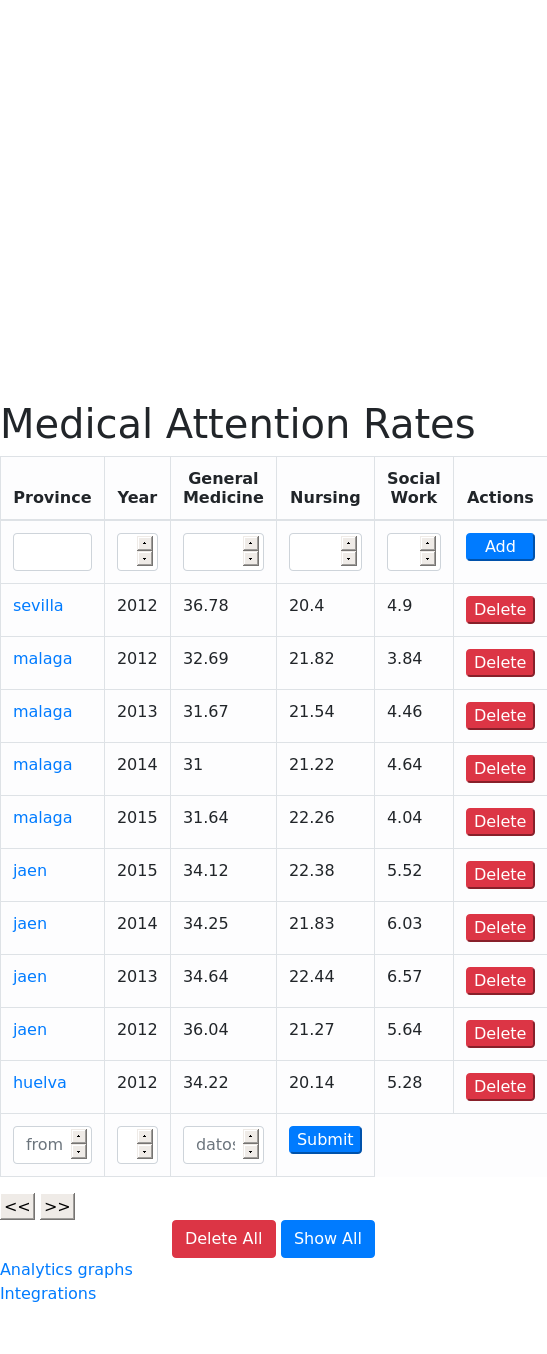 Medical Attention Rates
Province Year General Medicine Nursing Social Work Actions
Add
sevilla 2012 36.78 20.4 4.9 Delete
malaga 2012 32.69 21.82 3.84 Delete
malaga 2013 31.67 21.54 4.46 Delete
malaga 2014 31 21.22 4.64 Delete
malaga 2015 31.64 22.26 4.04 Delete
jaen 2015 34.12 22.38 5.52 Delete
jaen 2014 34.25 21.83 6.03 Delete
jaen 2013 34.64 22.44 6.57 Delete
jaen 2012 36.04 21.27 5.64 Delete
huelva 2012 34.22 20.14 5.28 Delete
from Submit
<< >>
Delete All Show All
Analytics graphs
Integrations